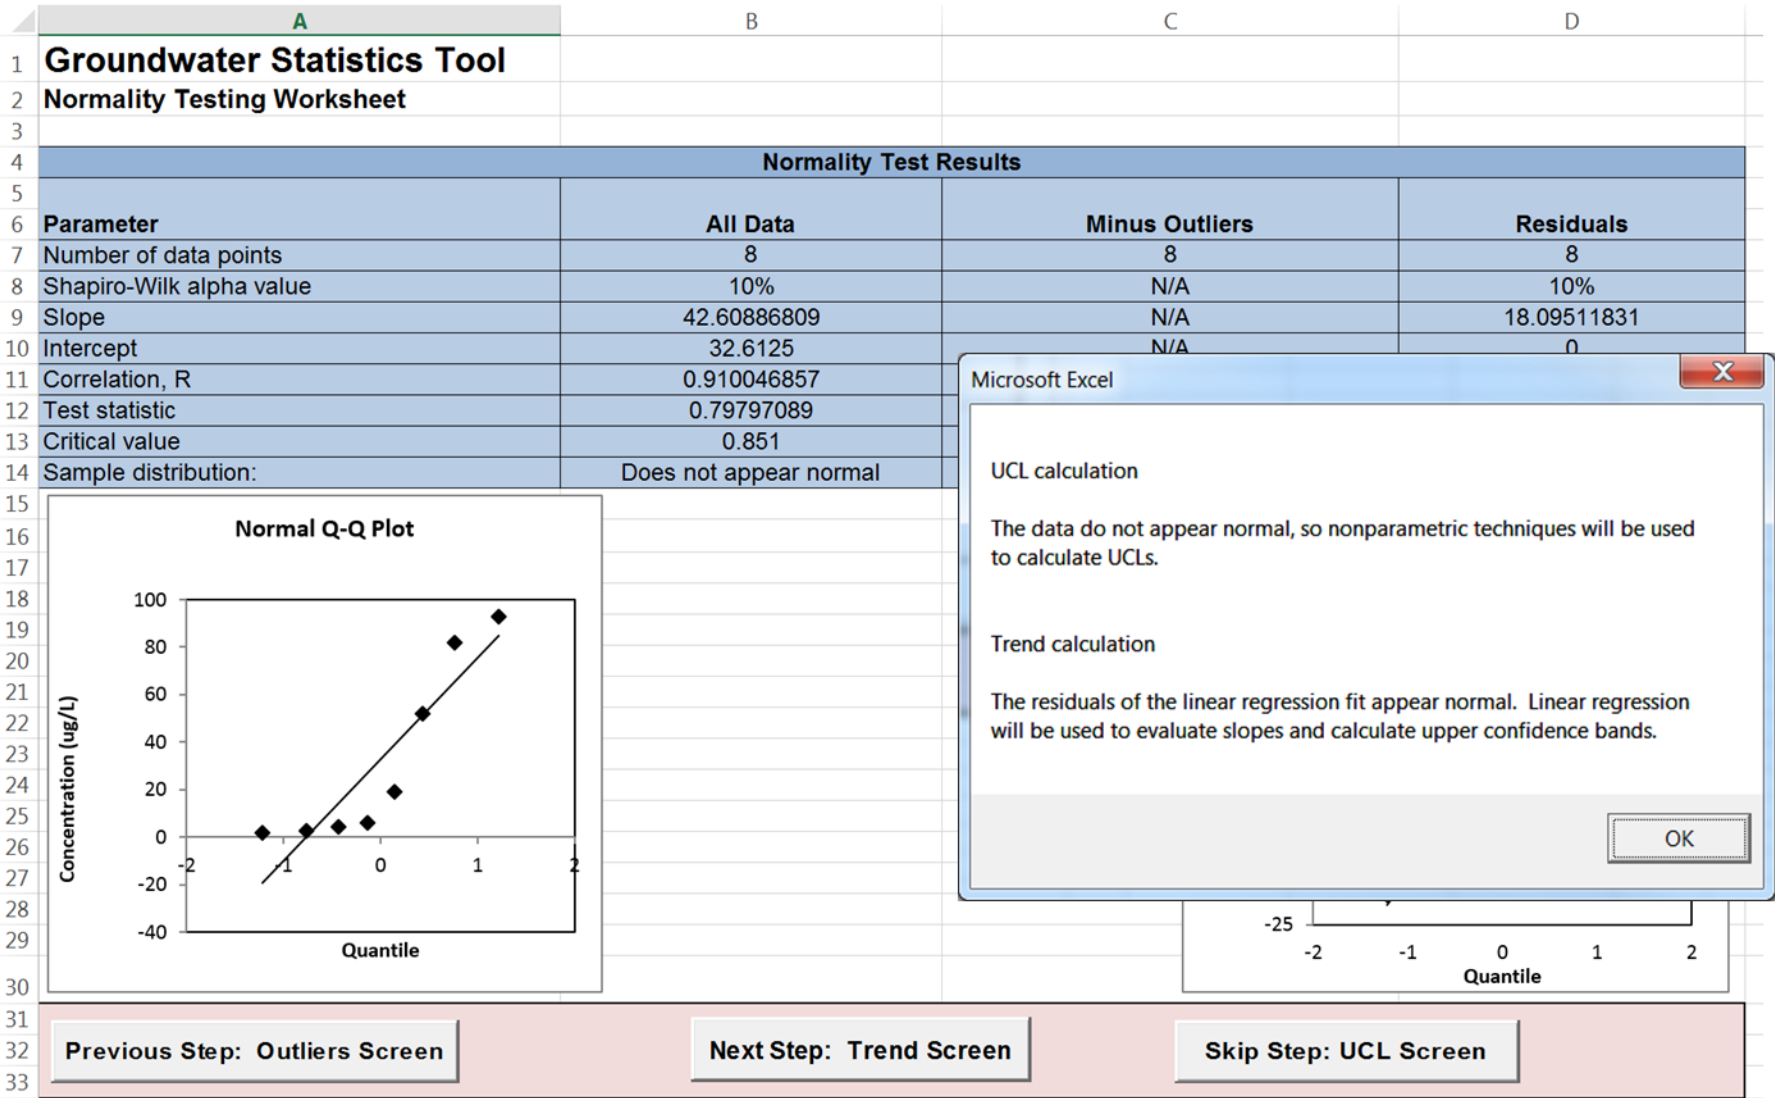 A B C D
1 Groundwater Statistics Tool
2 Normality Testing Worksheet
3
4 Normality Test Results
5
6 Parameter All Data Minus Outliers Residuals
7 Number of data points 8 8 8
8 Shapiro-Wilk alpha value 10% N/A 10%
9 Slope 42.60886809 N/A 18.09511831
10 Intercept 32.6125 N/A 0
11 Correlation, R 0.910046857
12 Test statistic 0.79797089
13 Critical value 0.851
14 Sample distribution: Does not appear normal
Microsoft Excel
X
UCL calculation
The data do not appear normal, so nonparametric techniques will be used
to calculate UCLs.
Trend calculation
The residuals of the linear regression fit appear normal. Linear regression
will be used to evaluate slopes and calculate upper confidence bands.
OK
15
16
17
18
19
20
21
22
23
24
25
26
27
28
29
30
Normal Q-Q Plot
Concentration (ug/L)
100
80
60
40
20
0
-20
-40
-2 -1 0 1 2
Quantile
-25
-2 -1 0 1 2
Quantile
31
32 Previous Step: Outliers Screen Next Step: Trend Screen Skip Step: UCL Screen
33